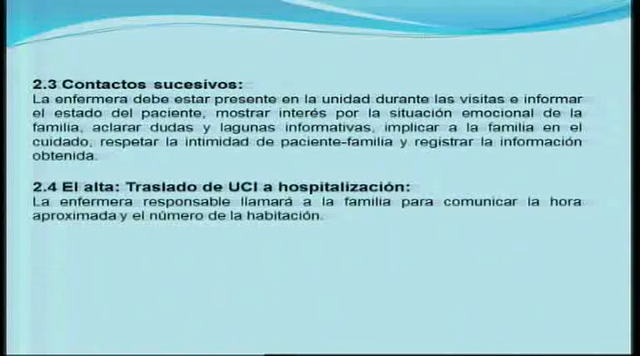 2.3 Contactos sucesivos:
La enfermera debe estar presente en la unidad durante las visitas e informar
el estado del paciente, mostrar interés por la situación emocional de la
familia, aclarar dudas y lagunas informativas, implicar a la familia en el
cuidado, respetar la intimidad de paciente-familia y registrar la información
obtenida.
2.4 El alta: Traslado de UCI a hospitalización:
La enfermera responsable llamará a la familia para comunicar la hora
aproximada y el número de la habitación.